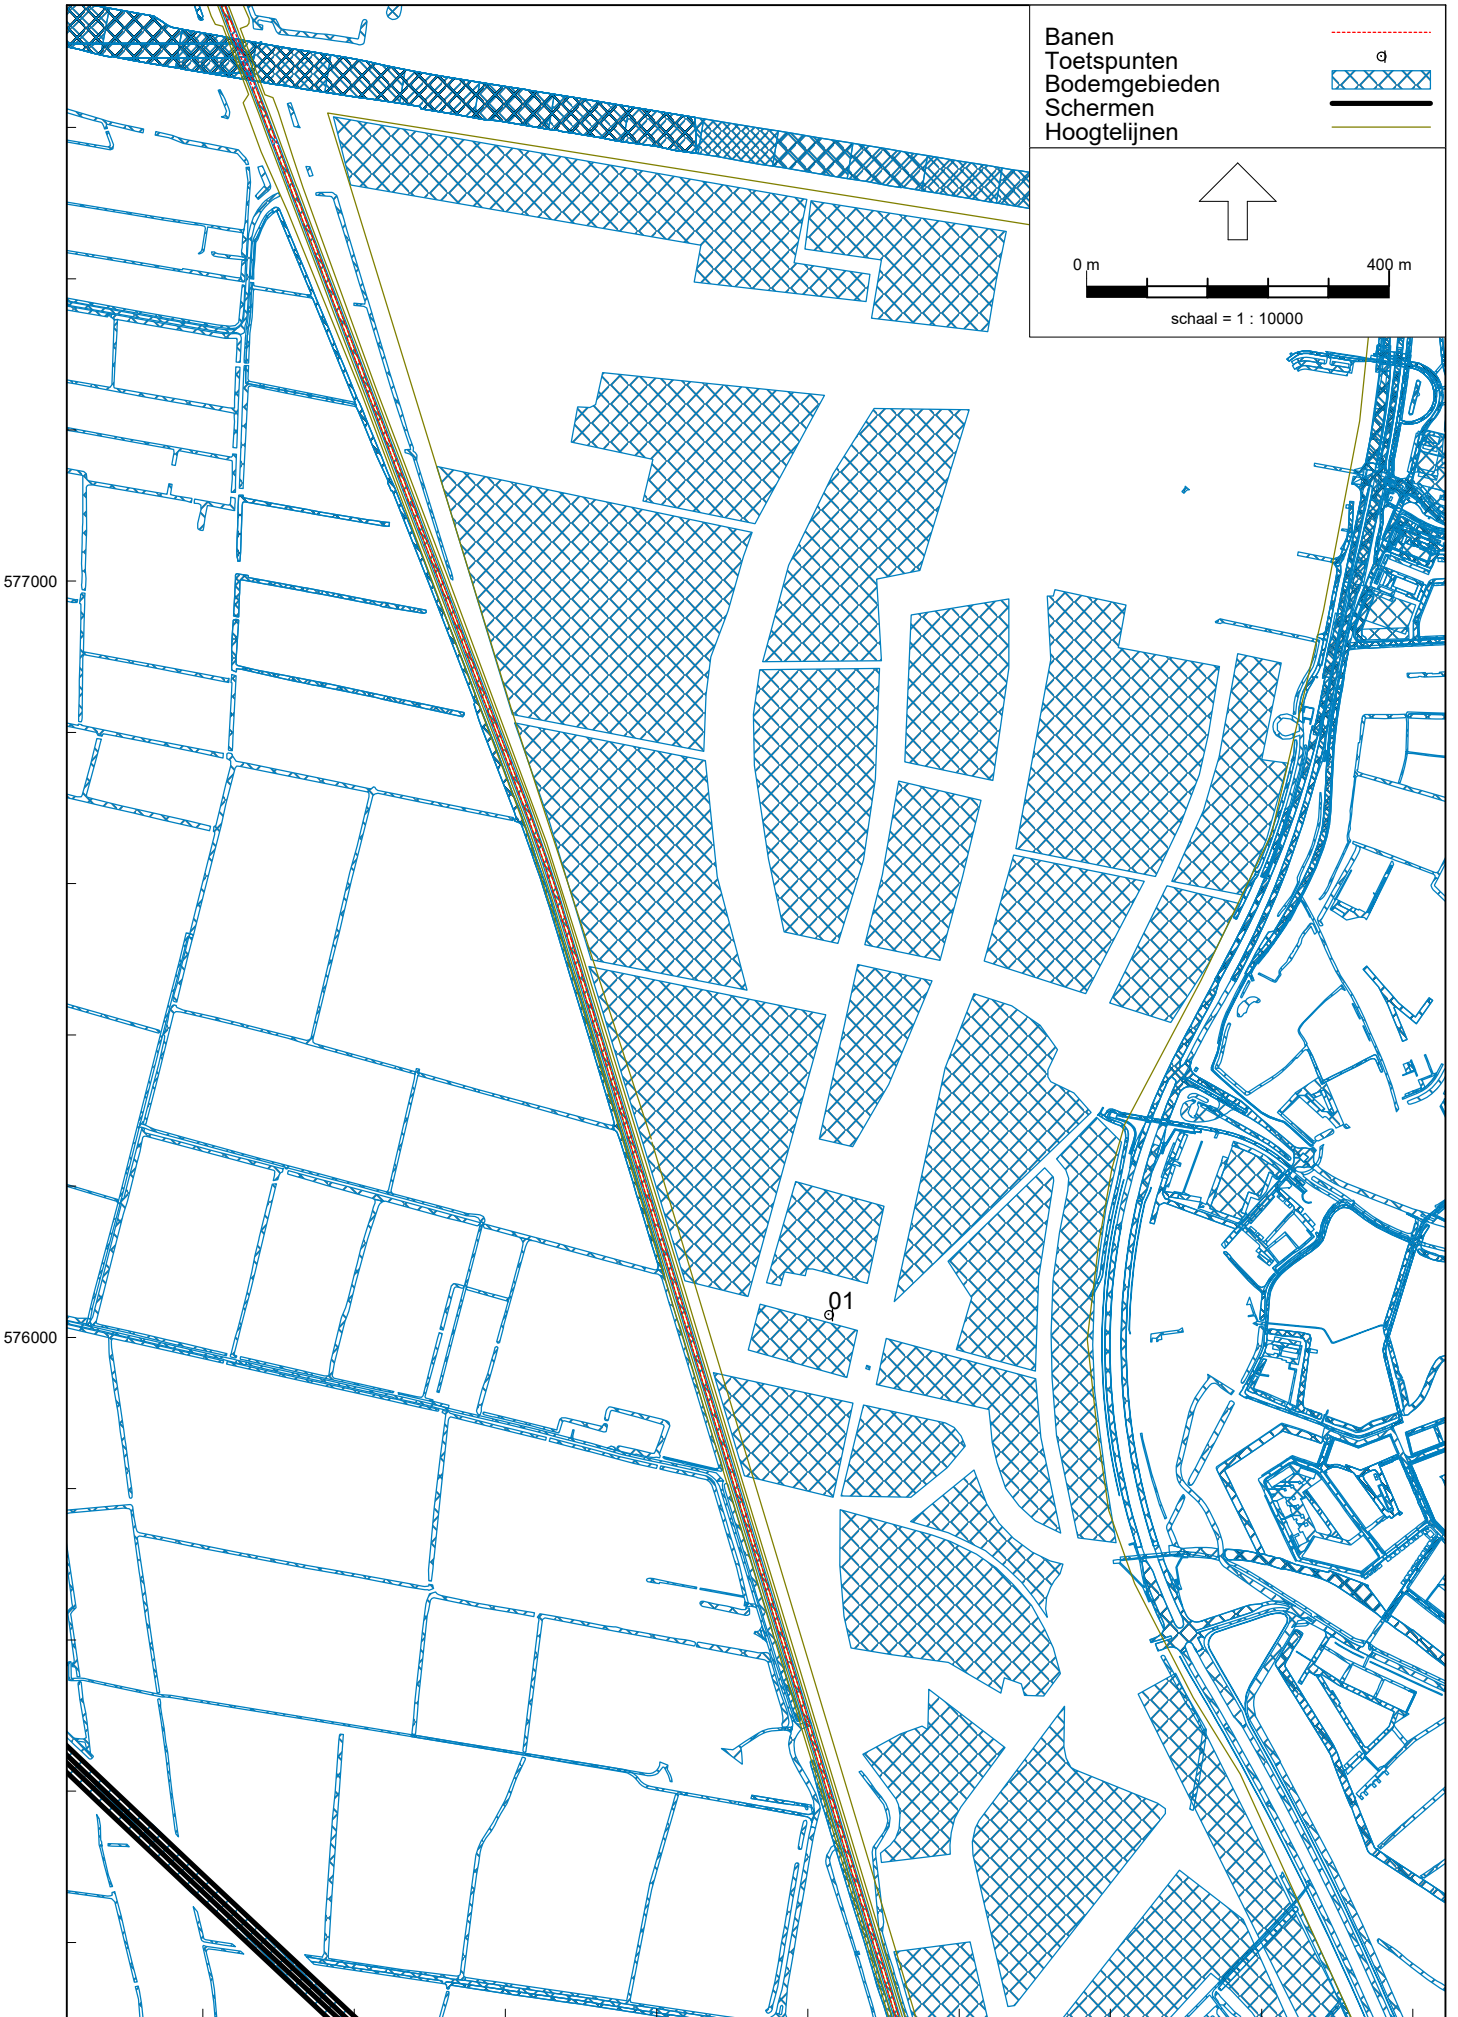 Banen
Toetspunten
Bodemgebieden
Schermen
Hoogtelijnen
0 m 400 m
schaal = 1 : 10000
577000
01
576000